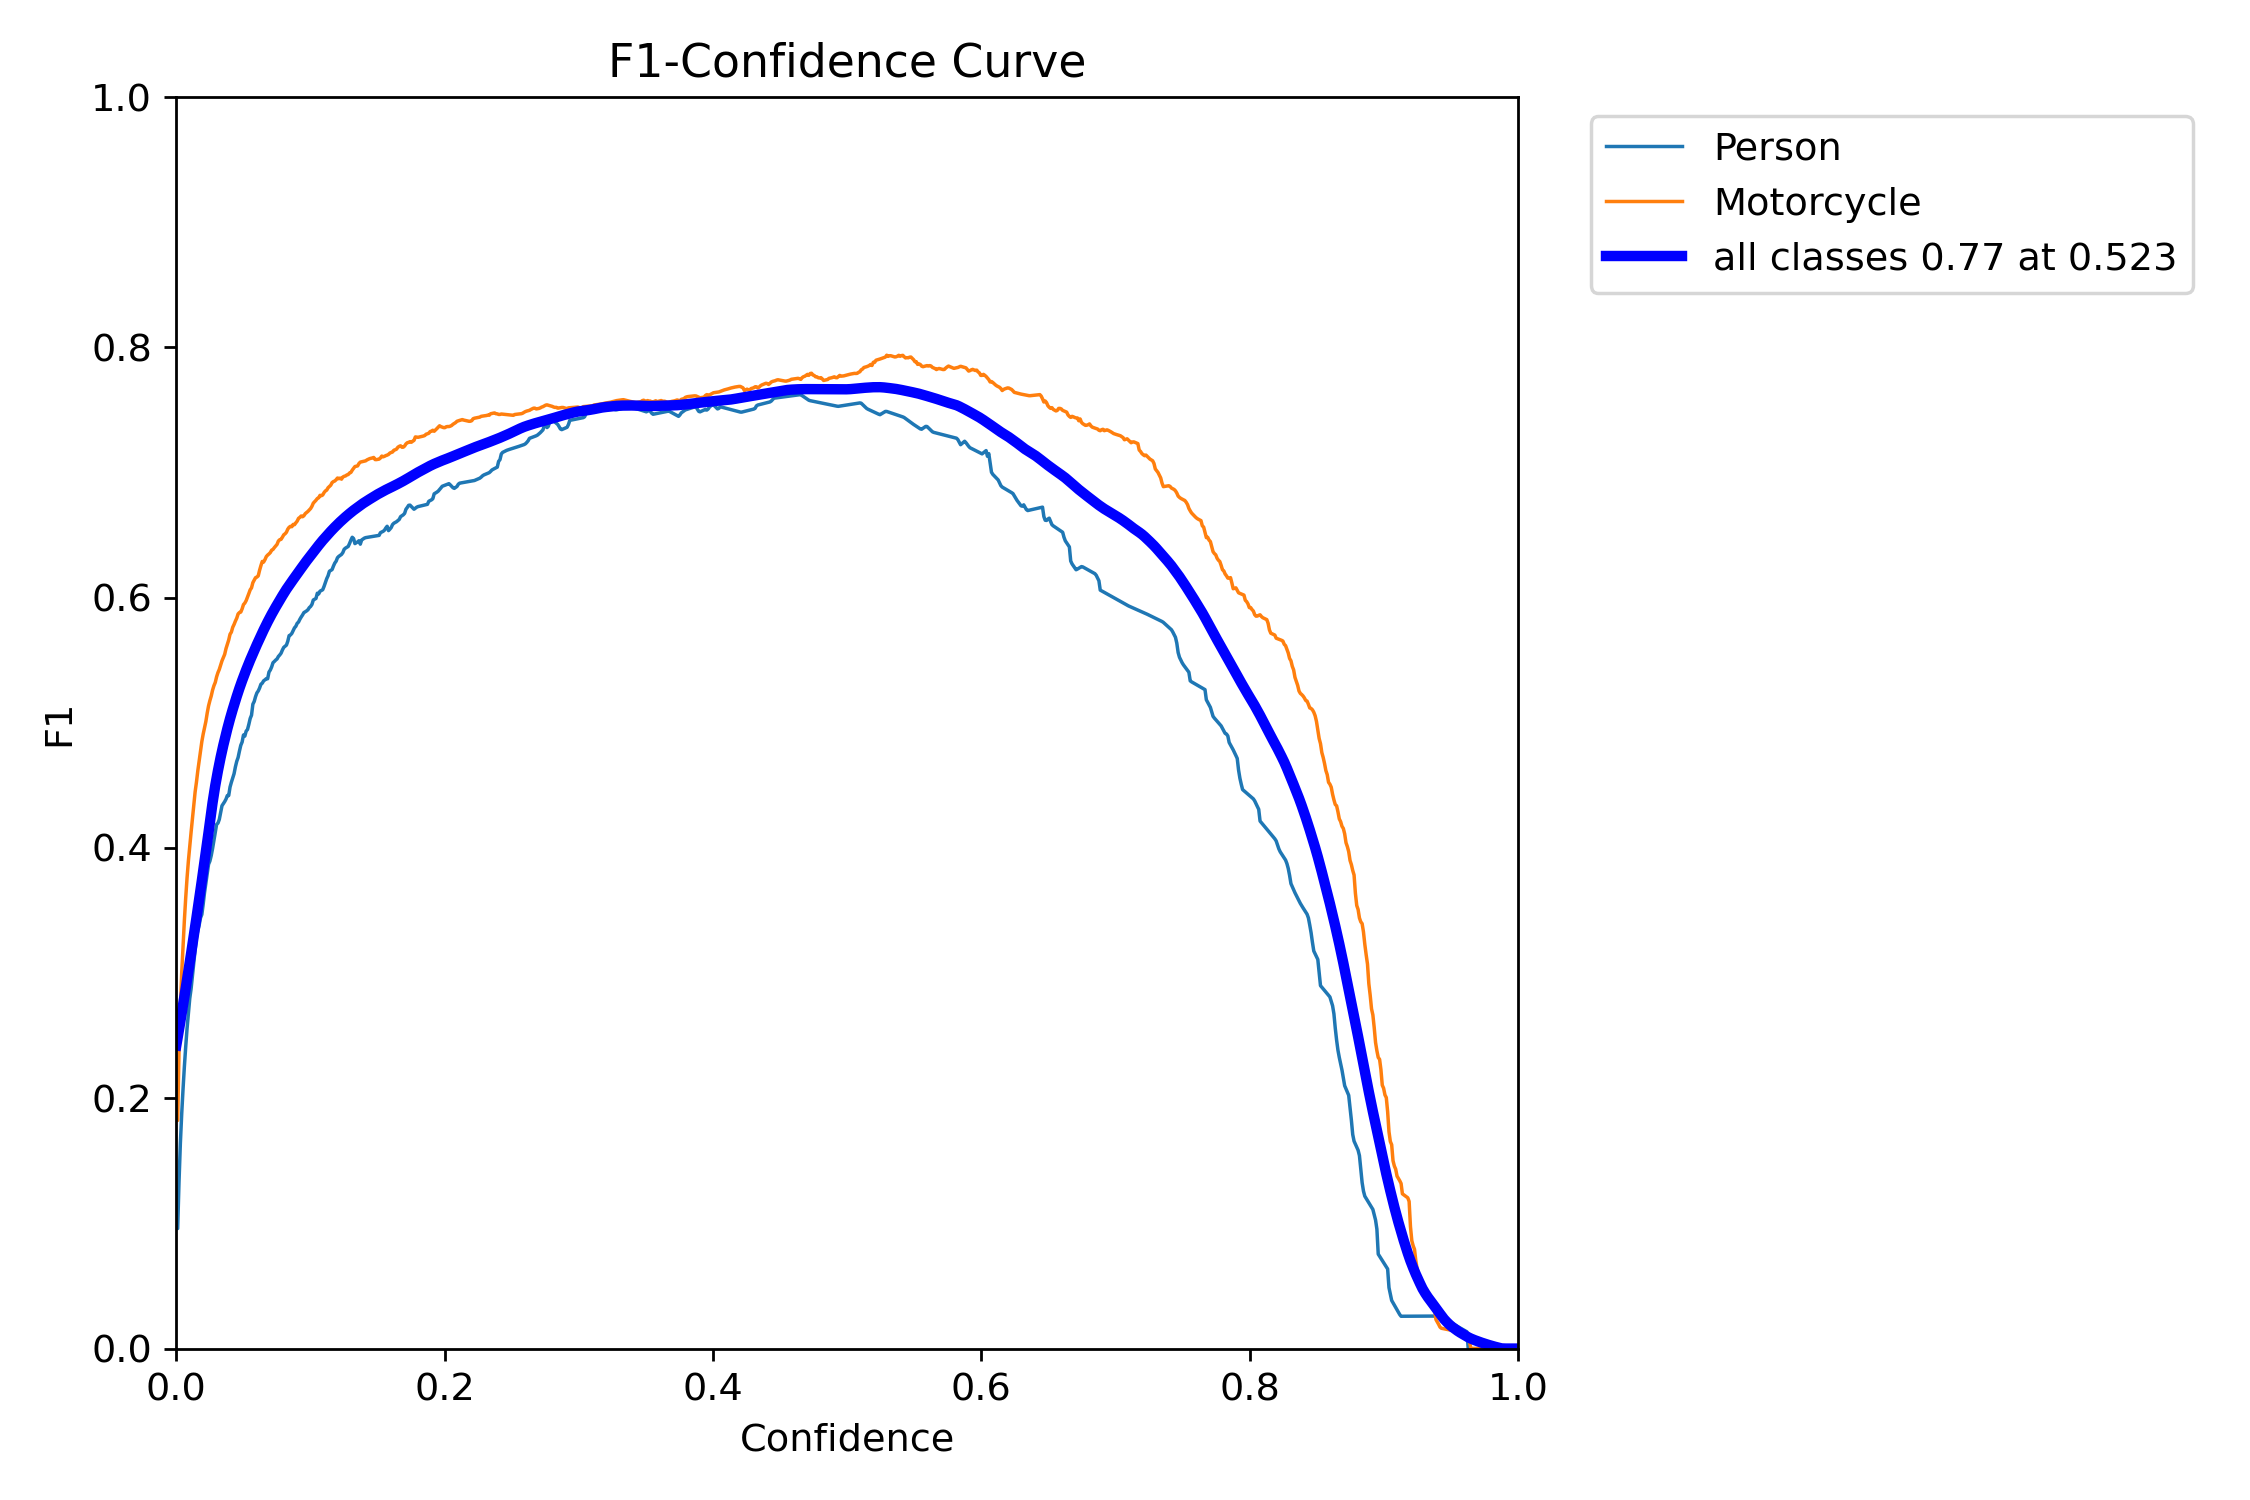 F1-Confidence Curve
1.0
0.8
0.6
0.4
0.2
0.0
F1
0.0 0.2 0.4 0.6 0.8 1.0
Confidence
Person
Motorcycle
all classes 0.77 at 0.523